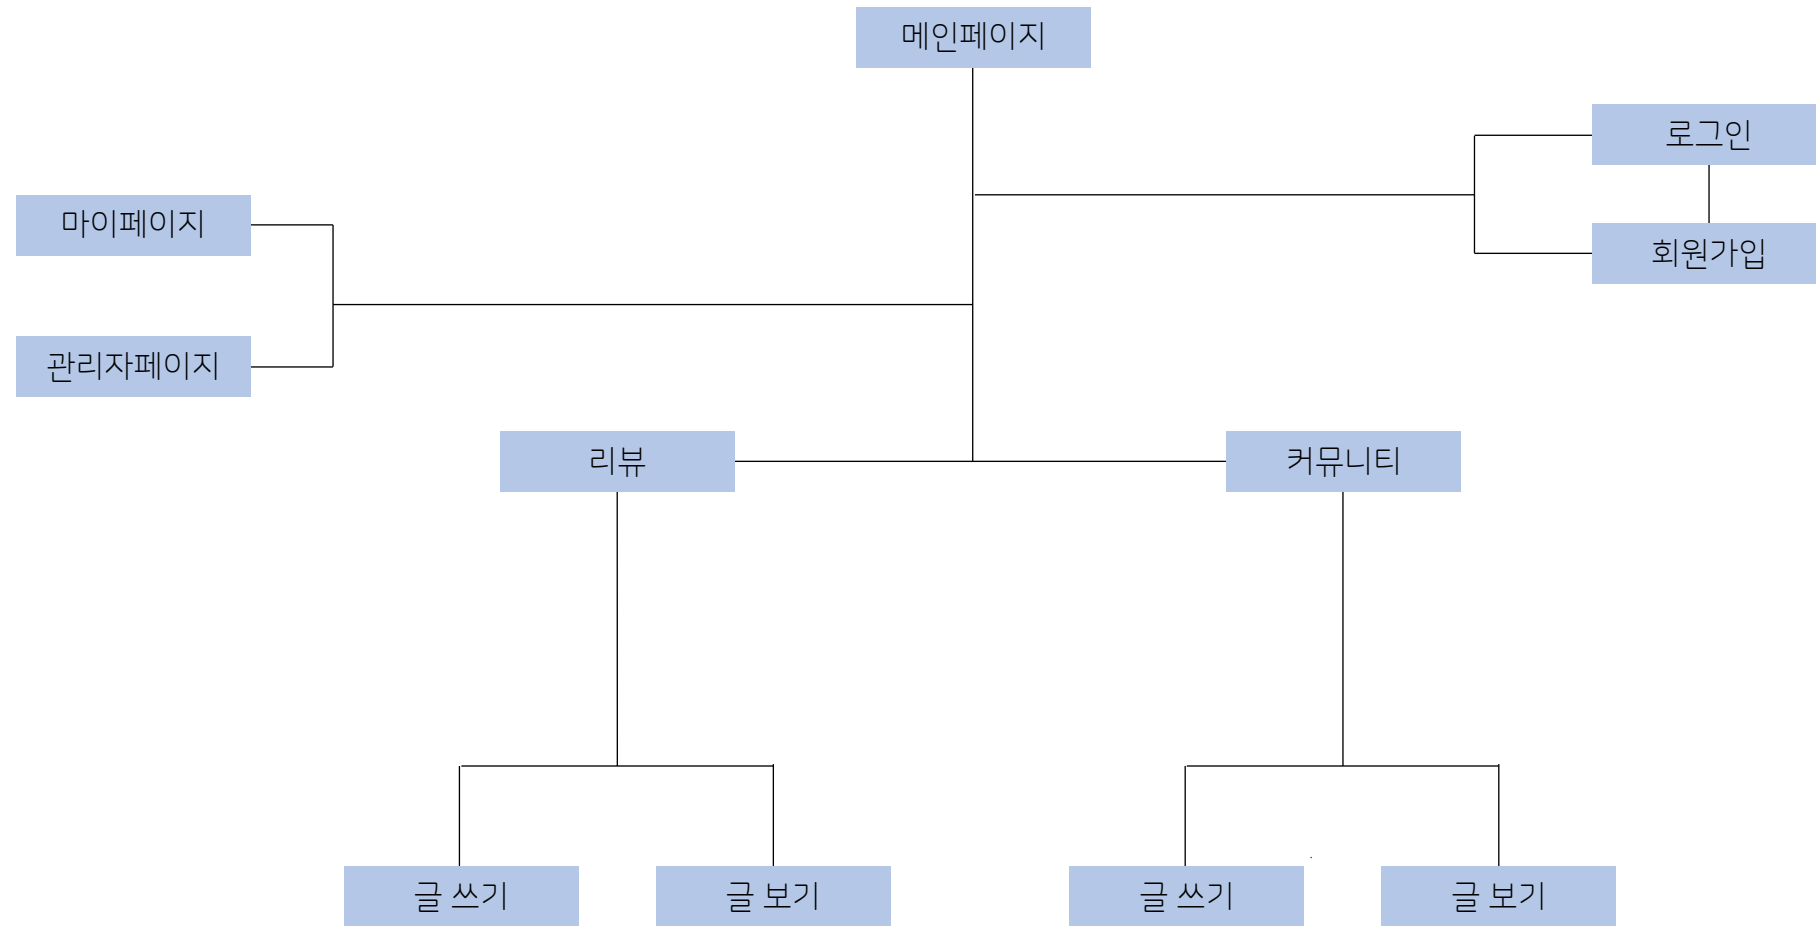 메인페이지
로그인
마이페이지
회원가입
관리자페이지
리뷰
커뮤니티
글 쓰기
글 보기
글 쓰기
글 보기